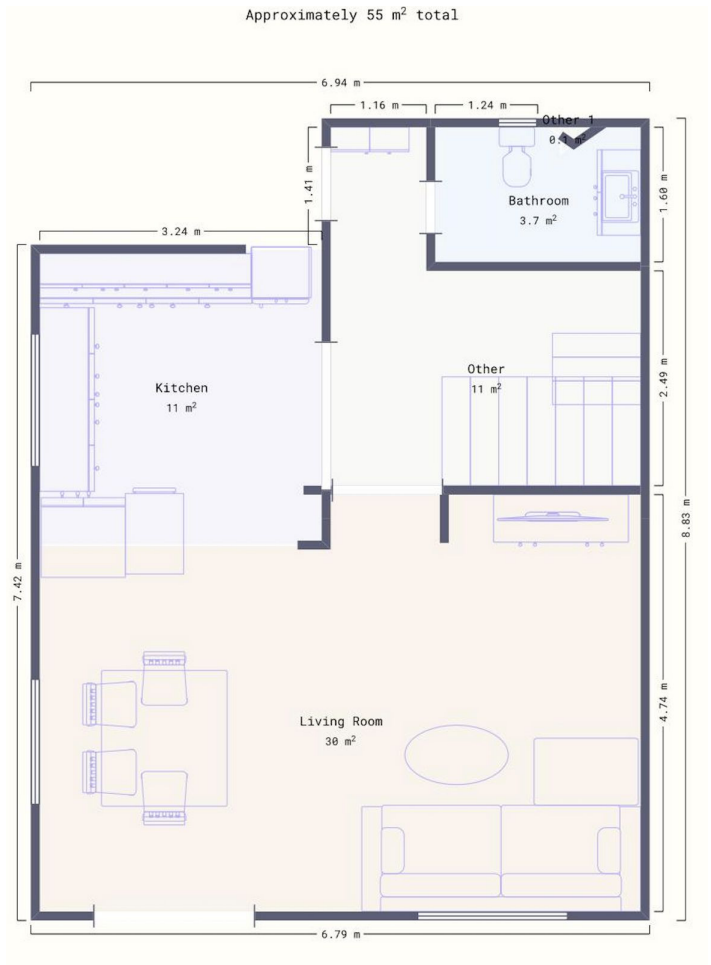 Approximately 55 m² total
6.94 m
1.16 m
1.24 m
Other 1
0.1 m²
1.41 m
1.60 m
Bathroom
3.7 m²
3.24 m
Other
11 m²
2.49 m
Kitchen
11 m²
8.83 m
7.42 m
4.74 m
Living Room
30 m²
6.79 m